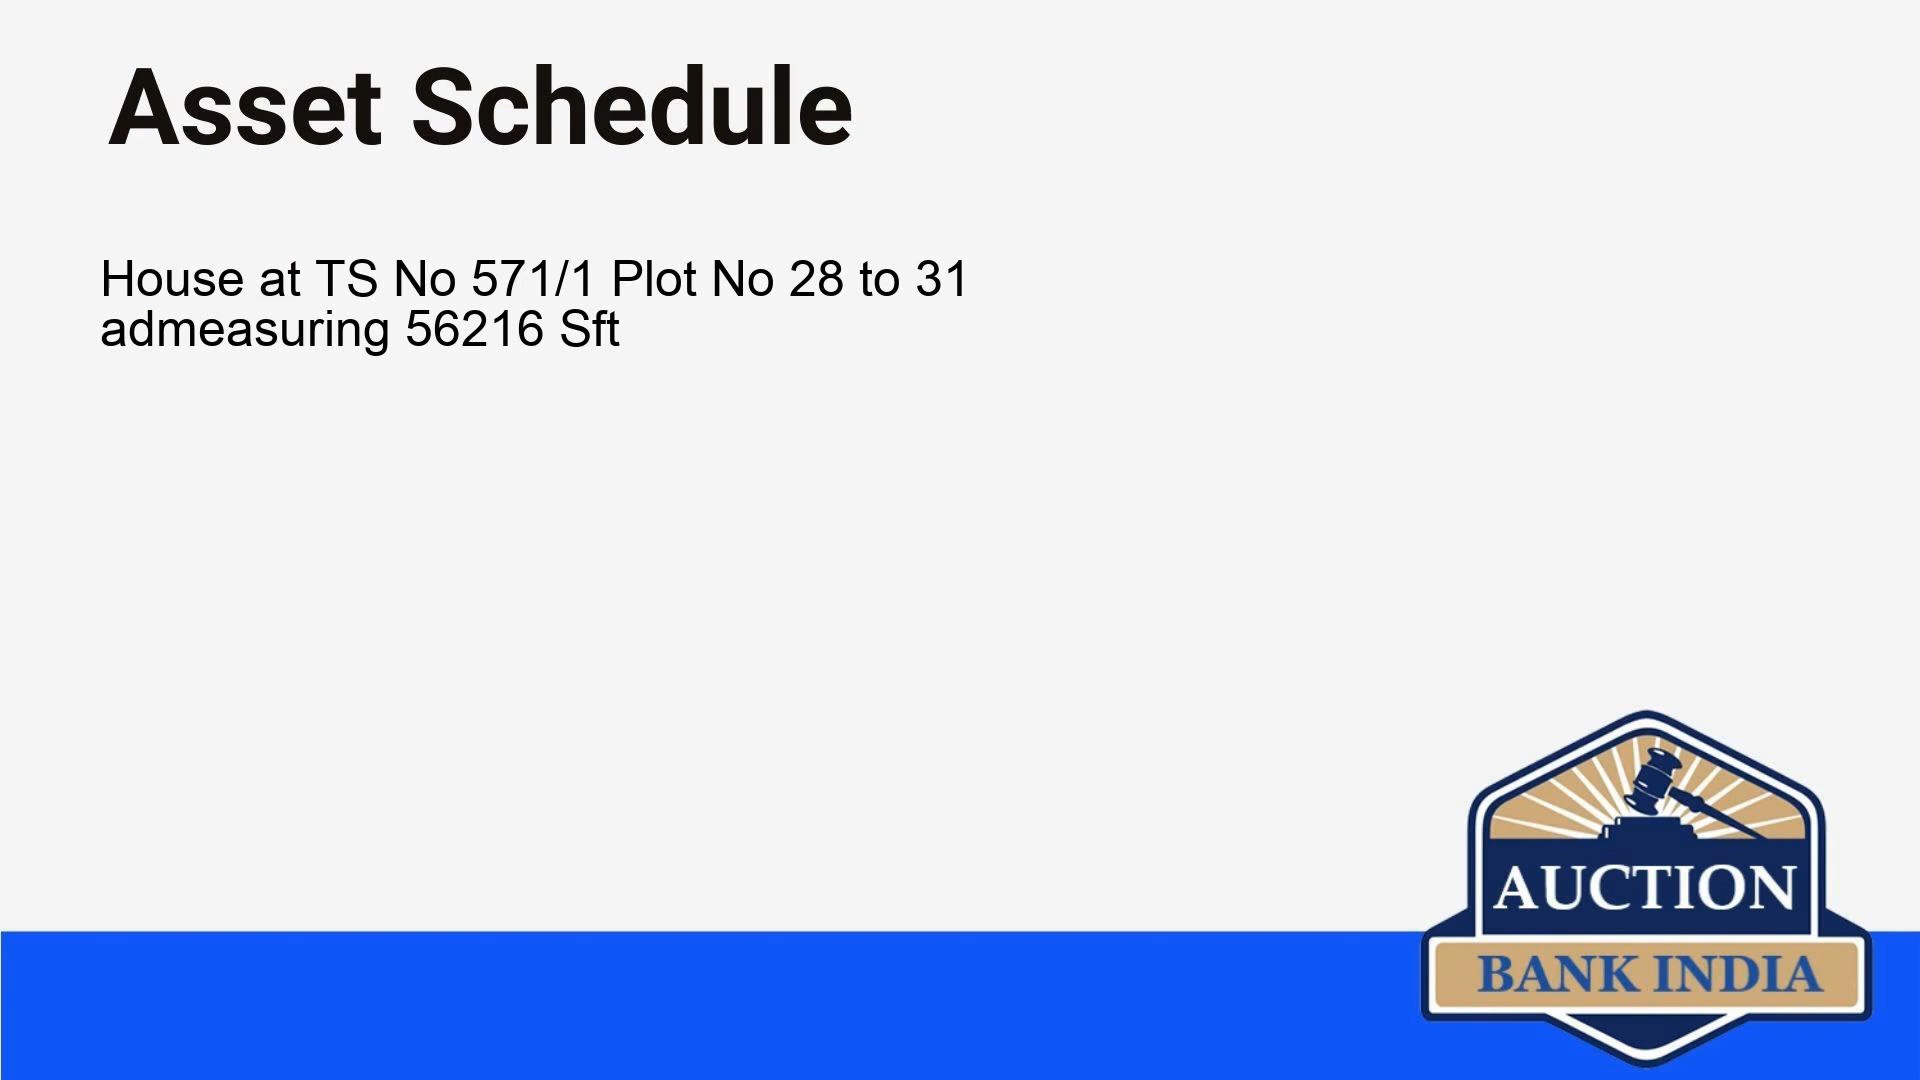 Asset Schedule
House at TS No 571/1 Plot No 28 to 31
admeasuring 56216 Sft
AUCTION
BANK INDIA